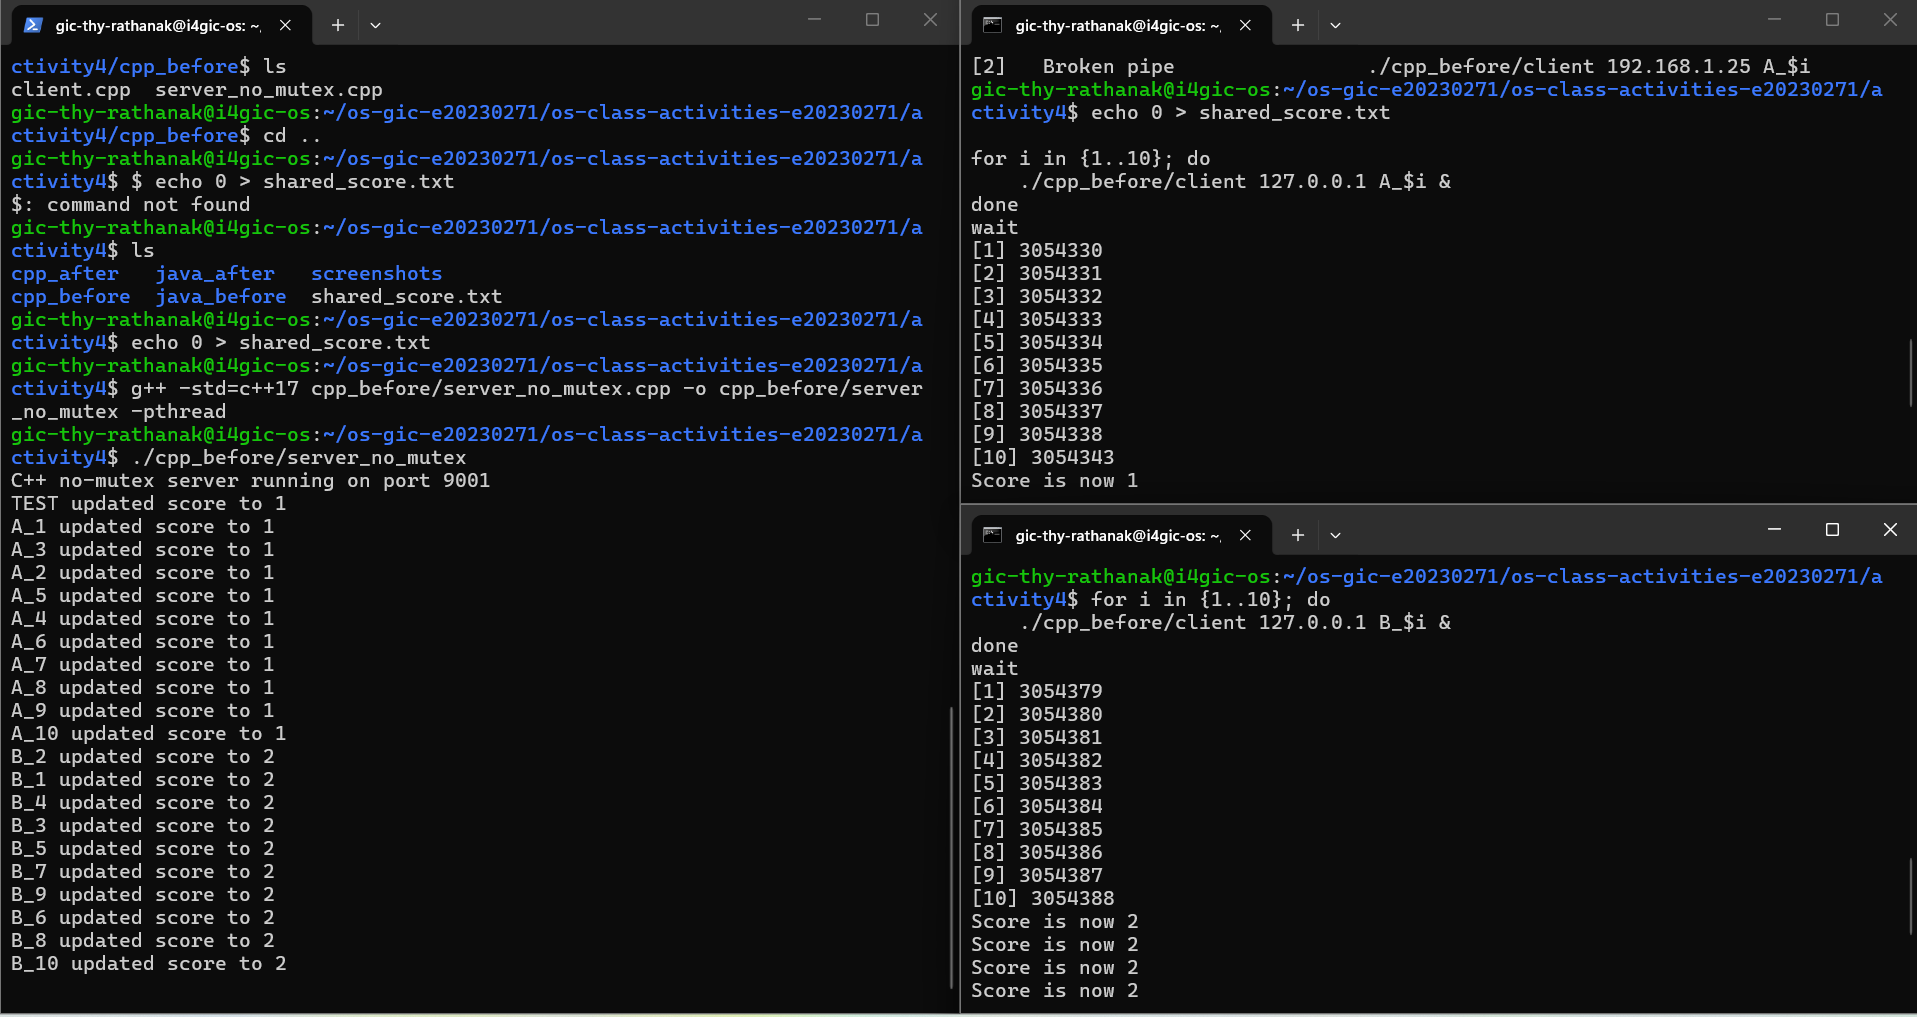 gic-thy-rathanak@i4gic-os: ~,
ctivity4/cpp_before$ ls
client.cpp  server_no_mutex.cpp
gic-thy-rathanak@i4gic-os:~/os-gic-e20230271/os-class-activities-e20230271/a
ctivity4/cpp_before$ cd ..
gic-thy-rathanak@i4gic-os:~/os-gic-e20230271/os-class-activities-e20230271/a
ctivity4$ $ echo 0 > shared_score.txt
$: command not found
gic-thy-rathanak@i4gic-os:~/os-gic-e20230271/os-class-activities-e20230271/a
ctivity4$ ls
cpp_after   java_after   screenshots
cpp_before  java_before  shared_score.txt
gic-thy-rathanak@i4gic-os:~/os-gic-e20230271/os-class-activities-e20230271/a
ctivity4$ echo 0 > shared_score.txt
gic-thy-rathanak@i4gic-os:~/os-gic-e20230271/os-class-activities-e20230271/a
ctivity4$ g++ -std=c++17 cpp_before/server_no_mutex.cpp -o cpp_before/server
_no_mutex -pthread
gic-thy-rathanak@i4gic-os:~/os-gic-e20230271/os-class-activities-e20230271/a
ctivity4$ ./cpp_before/server_no_mutex
C++ no-mutex server running on port 9001
TEST updated score to 1
A_1 updated score to 1
A_3 updated score to 1
A_2 updated score to 1
A_5 updated score to 1
A_4 updated score to 1
A_6 updated score to 1
A_7 updated score to 1
A_8 updated score to 1
A_9 updated score to 1
A_10 updated score to 1
B_2 updated score to 2
B_1 updated score to 2
B_4 updated score to 2
B_3 updated score to 2
B_5 updated score to 2
B_7 updated score to 2
B_9 updated score to 2
B_6 updated score to 2
B_8 updated score to 2
B_10 updated score to 2
gic-thy-rathanak@i4gic-os: ~,
[2]   Broken pipe                ./cpp_before/client 192.168.1.25 A_$i
gic-thy-rathanak@i4gic-os:~/os-gic-e20230271/os-class-activities-e20230271/a
ctivity4$ echo 0 > shared_score.txt
for i in {1..10}; do
    ./cpp_before/client 127.0.0.1 A_$i &
done
wait
[1] 3054330
[2] 3054331
[3] 3054332
[4] 3054333
[5] 3054334
[6] 3054335
[7] 3054336
[8] 3054337
[9] 3054338
[10] 3054343
Score is now 1
gic-thy-rathanak@i4gic-os: ~,
gic-thy-rathanak@i4gic-os:~/os-gic-e20230271/os-class-activities-e20230271/a
ctivity4$ for i in {1..10}; do
    ./cpp_before/client 127.0.0.1 B_$i &
done
wait
[1] 3054379
[2] 3054380
[3] 3054381
[4] 3054382
[5] 3054383
[6] 3054384
[7] 3054385
[8] 3054386
[9] 3054387
[10] 3054388
Score is now 2
Score is now 2
Score is now 2
Score is now 2